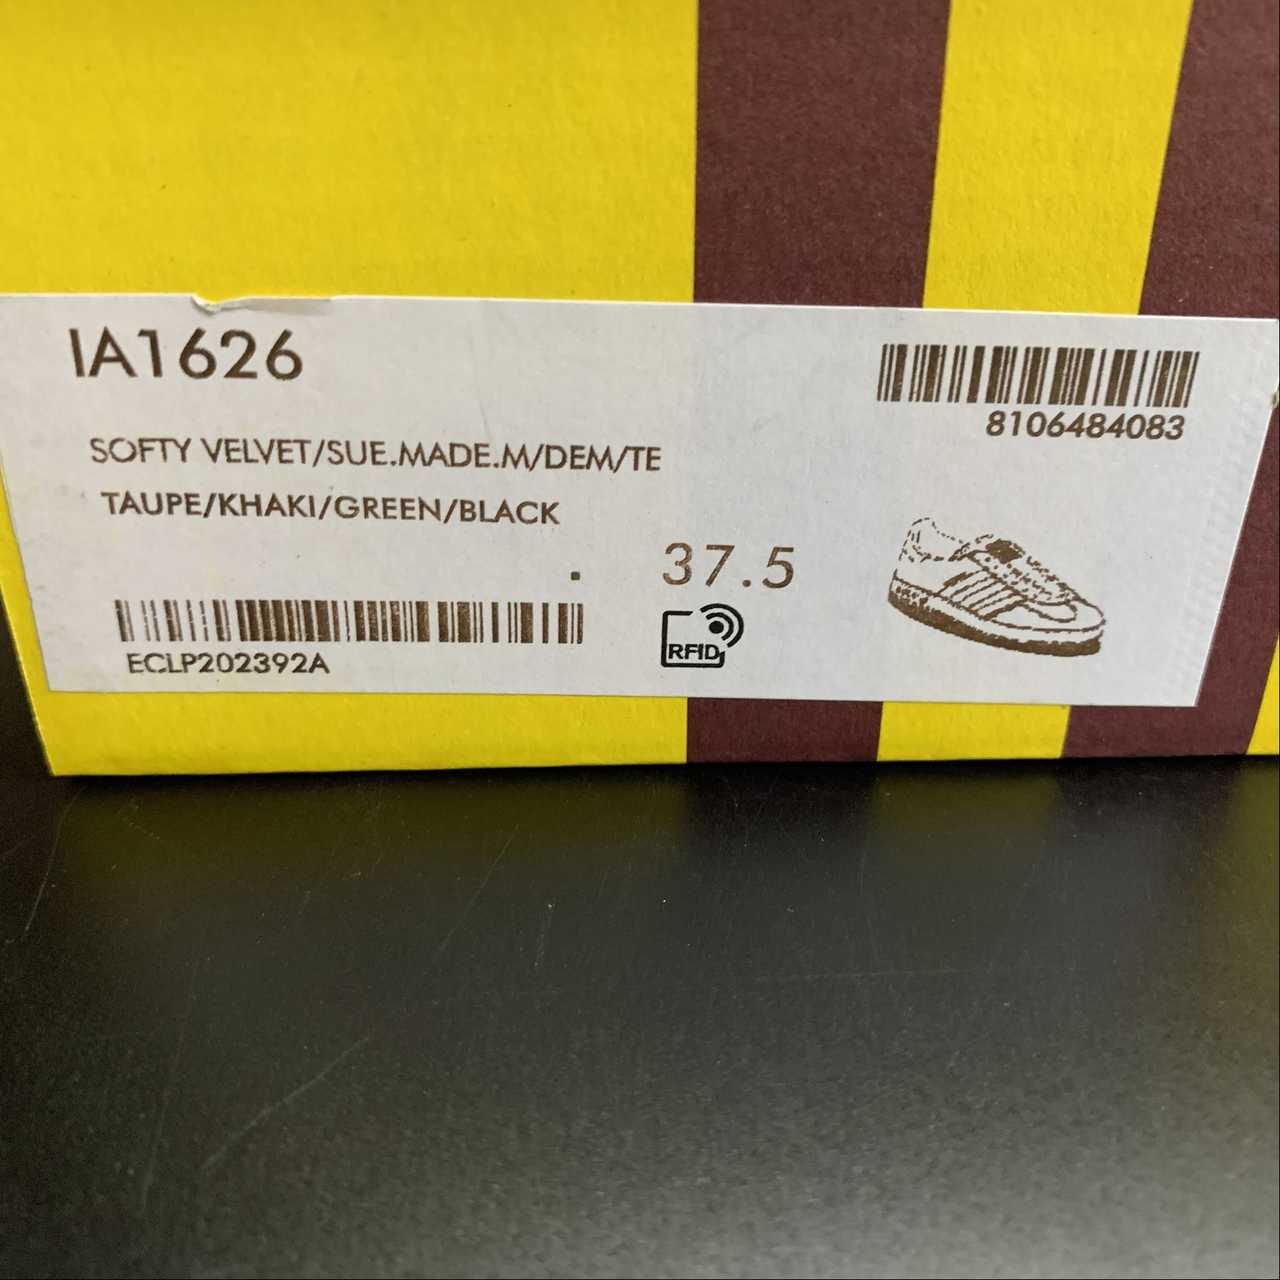 IA1626
8106484083
SOFTY VELVET/SUE.MADE.M/DEM/TE
TAUPE/KHAKI/GREEN/BLACK
. 37.5
ECLP202392A
RFID